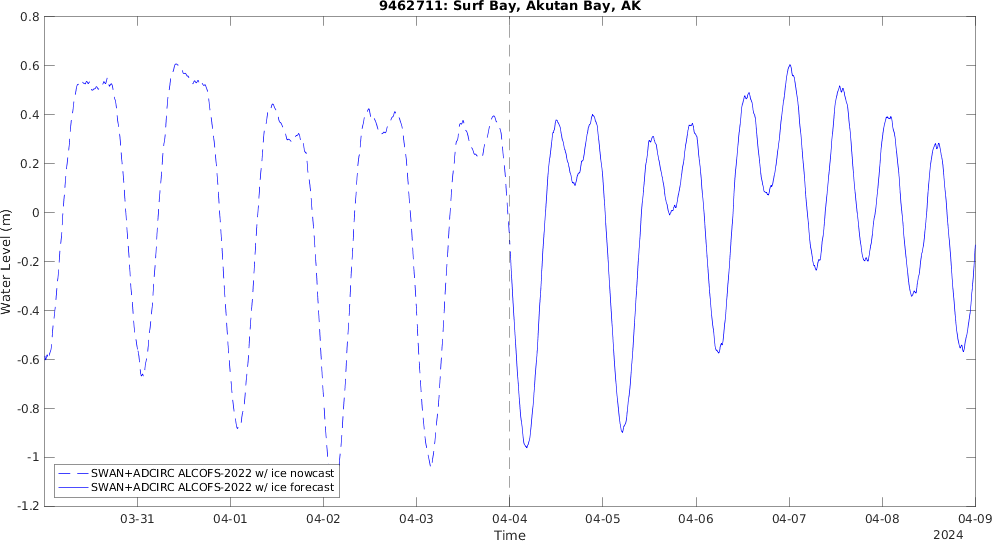 9462711: Surf Bay, Akutan Bay, AK
Water Level (m)
0.8
0.6
0.4
0.2
0
-0.2
-0.4
-0.6
-0.8
-1
-1.2
SWAN+ADCIRC ALCOFS-2022 w/ ice nowcast
SWAN+ADCIRC ALCOFS-2022 w/ ice forecast
03-31 04-01 04-02 04-03 04-04 04-05 04-06 04-07 04-08 04-09
Time
2024